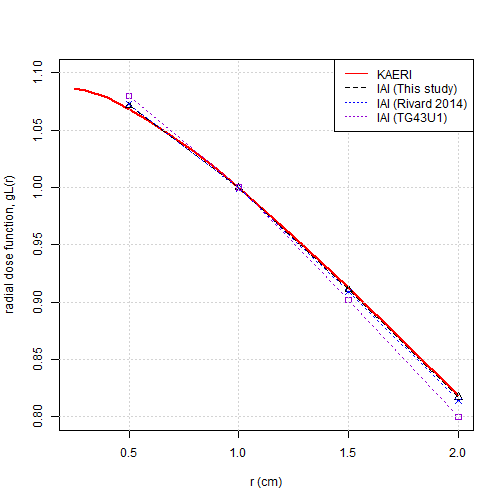 KAERI
IAI (This study)
IAI (Rivard 2014)
IAI (TG43U1)
radial dose function, gL(r)
1.10
1.05
1.00
0.95
0.90
0.85
0.80
0.5
1.0
1.5
2.0
r (cm)